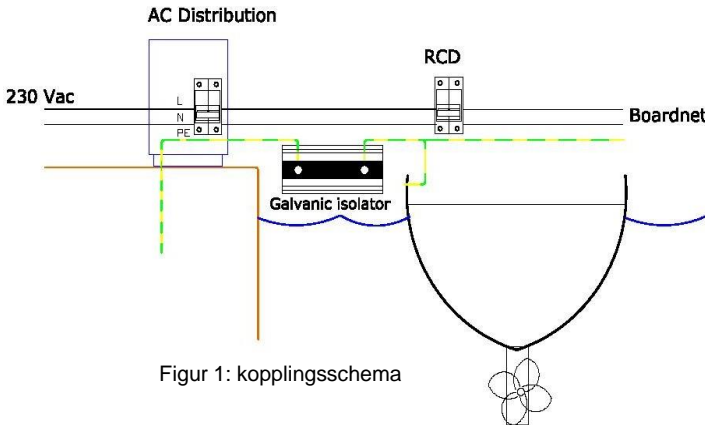 AC Distribution
RCD
230 Vac
L
N
PE
Boardnet
Galvanic isolator
Figur 1: kopplingsschema